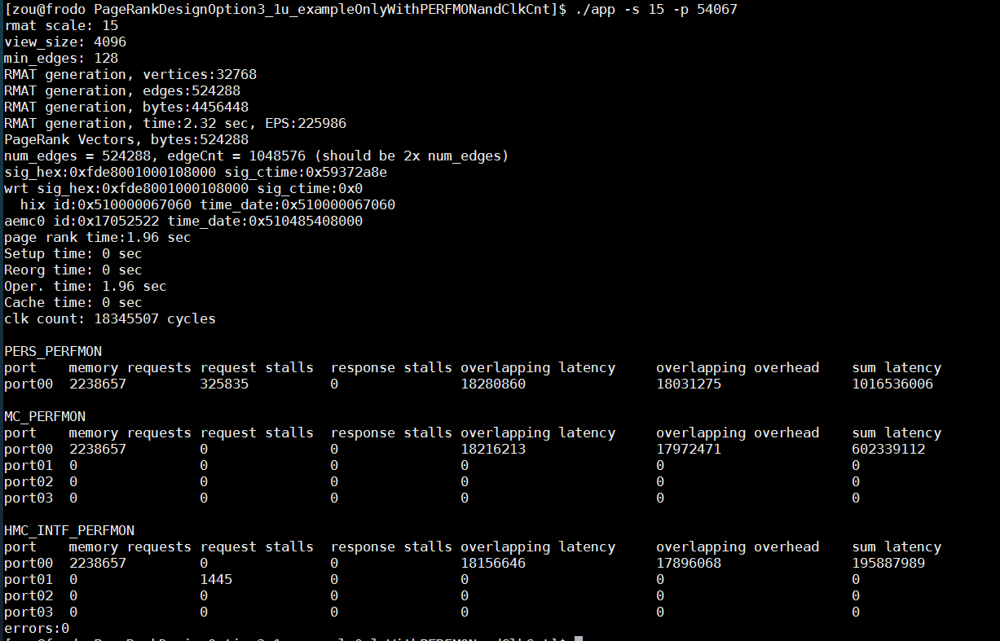 [zou@frodo PageRankDesignOption3_1u_exampleOnlyWithPERFMONandClkCnt]$ ./app -s 15 -p 54067
rmat scale: 15
view_size: 4096
min_edges: 128
RMAT generation, vertices:32768
RMAT generation, edges:524288
RMAT generation, bytes:4456448
RMAT generation, time:2.32 sec, EPS:225986
PageRank Vectors, bytes:524288
num_edges = 524288, edgeCnt = 1048576 (should be 2x num_edges)
sig_hex:0xfde8001000108000 sig_ctime:0x59372a8e
wrt sig_hex:0xfde8001000108000 sig_ctime:0x0
  hix id:0x510000067060 time_date:0x510000067060
aemc0 id:0x17052522 time_date:0x510485408000
page rank time:1.96 sec
Setup time: 0 sec
Reorg time: 0 sec
Oper. time: 1.96 sec
Cache time: 0 sec
clk count: 18345507 cycles

PERS_PERFMON
port    memory requests request stalls  response stalls overlapping latency     overlapping overhead    sum latency
port00  2238657         325835          0               18280860                18031275                1016536006

MC_PERFMON
port    memory requests request stalls  response stalls overlapping latency     overlapping overhead    sum latency
port00  2238657         0               0               18216213                17972471                602339112
port01  0               0               0               0                       0                       0
port02  0               0               0               0                       0                       0
port03  0               0               0               0                       0                       0

HMC_INTF_PERFMON
port    memory requests request stalls  response stalls overlapping latency     overlapping overhead    sum latency
port00  2238657         0               0               18156646                17896068                195887989
port01  0               1445            0               0                       0                       0
port02  0               0               0               0                       0                       0
port03  0               0               0               0                       0                       0
errors:0